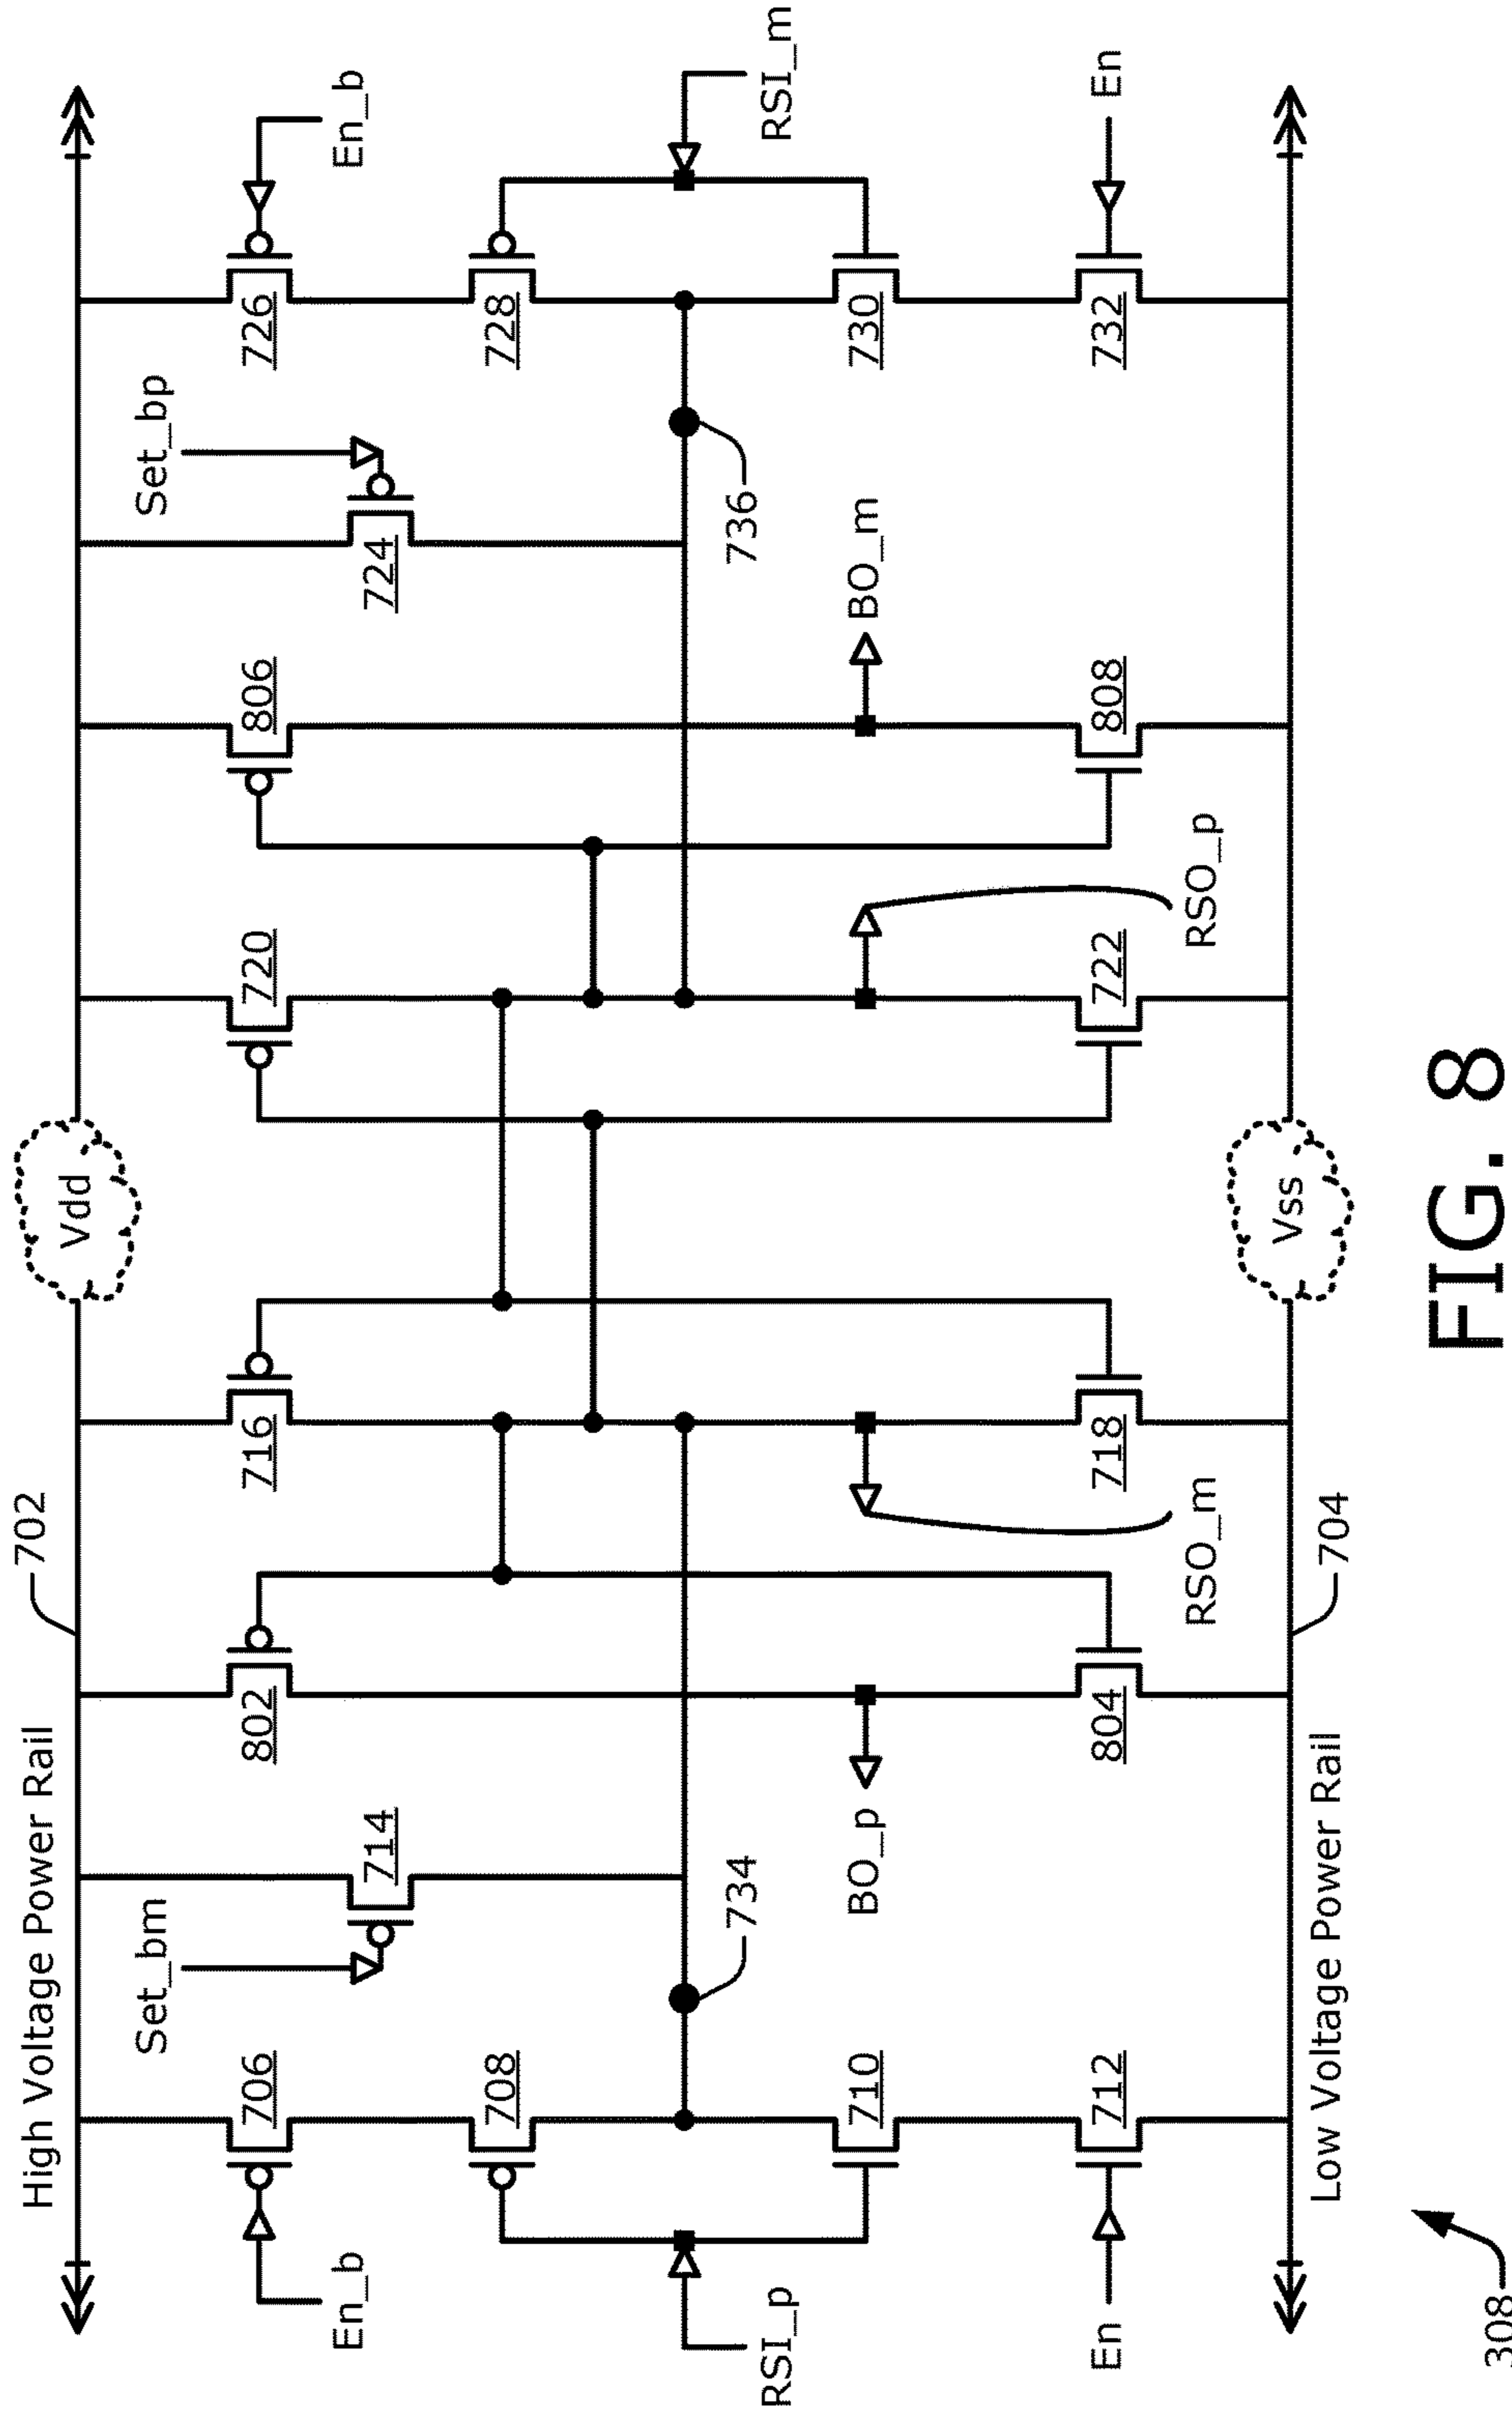 High Voltage Power Rail
702
Vdd
Set_bm
Set_bp
En_b
706
714
802
716
720
806
724
726
En_b
708
728
RSI_p
734
736
RSI_m
710
BO_p
BO_m
730
En
712
804
RSO_m
718
722
RSO_p
808
732
En
Low Voltage Power Rail
704
Vss
308
FIG. 8